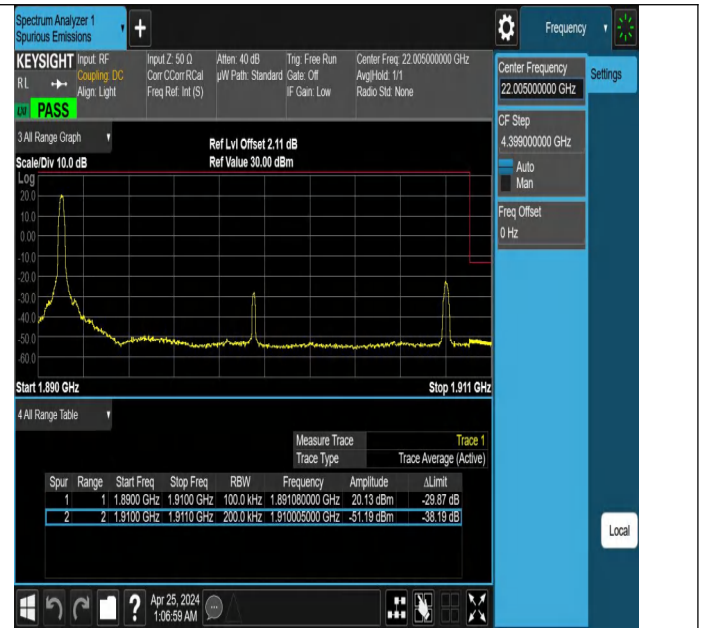 Spectrum Analyzer 1
Spurious Emissions
Frequency
KEYSIGHT Input: RF Input Z: 50 Ω Atten: 40 dB Trig: Free Run Center Freq: 22.005000000 GHz
RL Coupling: DC Corr CCorr RCal µW Path: Standard Gate: Off Avg|Hold: 1/1
Align: Light Freq Ref: Int (S) IF Gain: Low Radio Std: None
PASS
Center Frequency
22.005000000 GHz
Settings
CF Step
4.399000000 GHz
Auto
Man
Freq Offset
0 Hz
3 All Range Graph
Ref Lvl Offset 2.11 dB
Scale/Div 10.0 dB Ref Value 30.00 dBm
Log
20.0
10.0
0.00
-10.0
-20.0
-30.0
-40.0
-50.0
-60.0
Start 1.890 GHz Stop 1.911 GHz
4 All Range Table
Measure Trace Trace 1
Trace Type Trace Average (Active)
Spur Range Start Freq Stop Freq RBW Frequency Amplitude ΔLimit
1 1 1.8900 GHz 1.9100 GHz 100.0 kHz 1.891080000 GHz 20.13 dBm -29.87 dB
2 2 1.9100 GHz 1.9110 GHz 200.0 kHz 1.910005000 GHz -51.19 dBm -38.19 dB
Local
Apr 25, 2024
1:06:59 AM